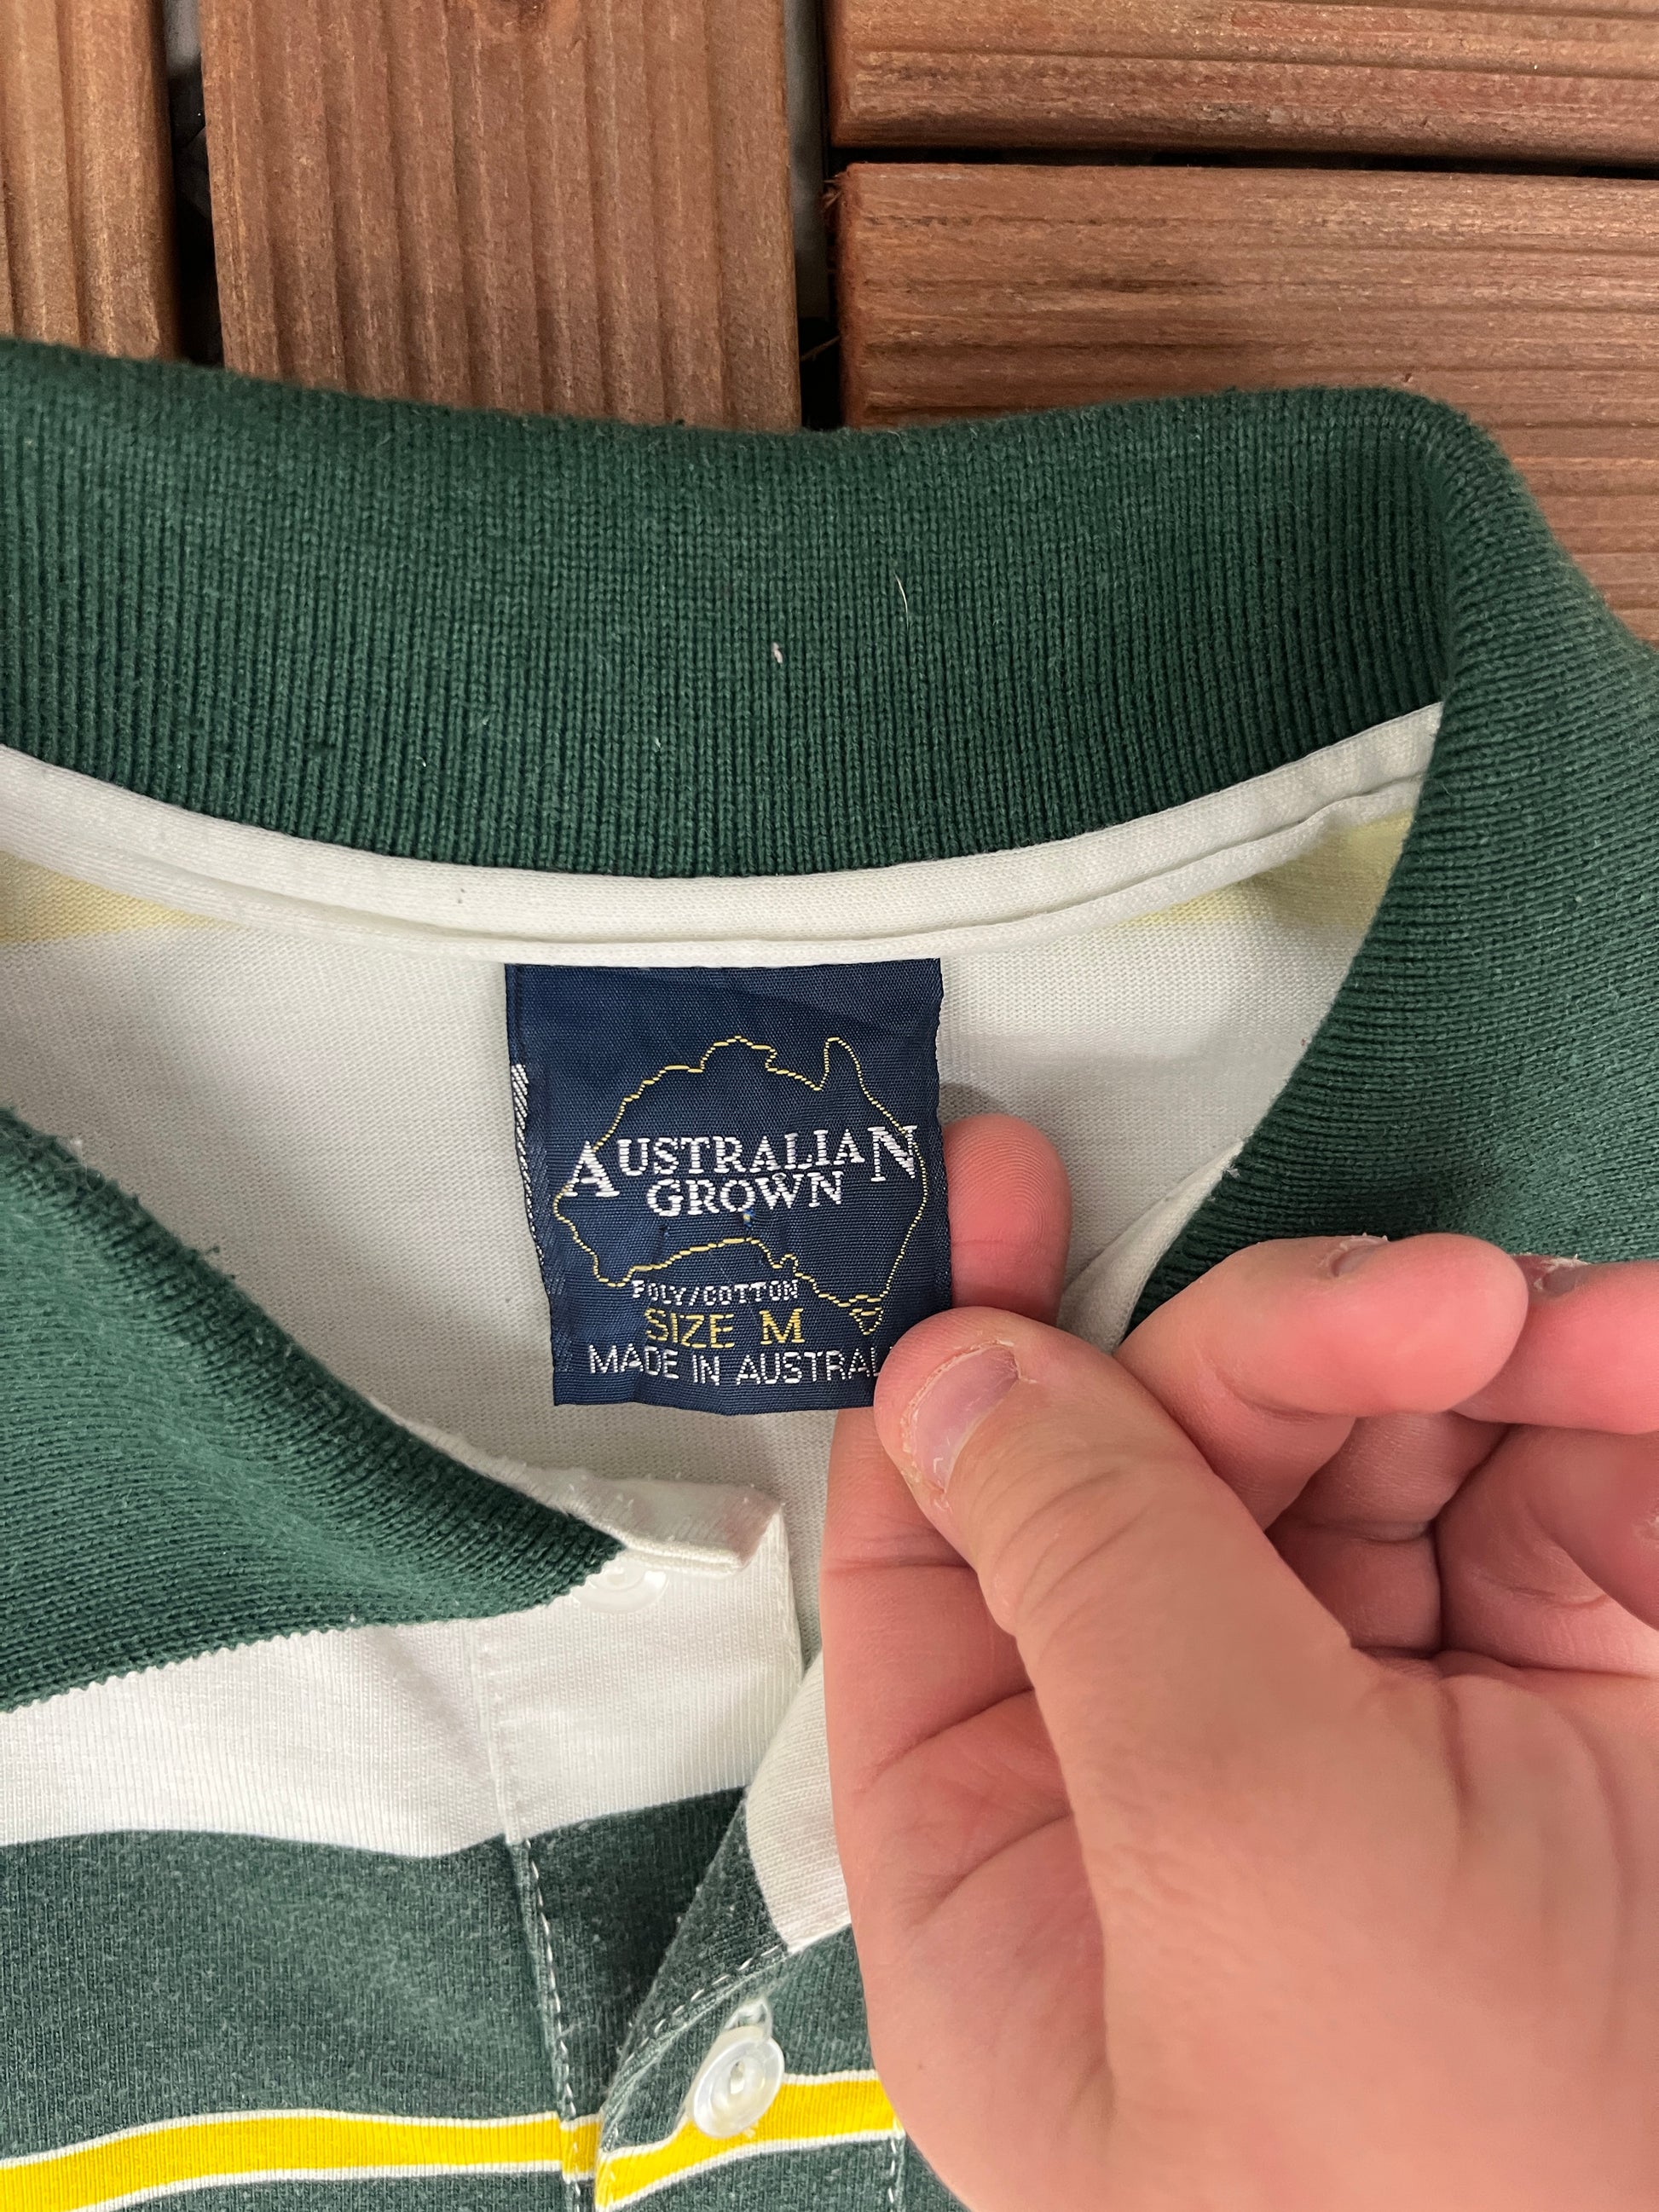 AUSTRALIAN
GROWN
POLY/COTTON
SIZE M
MADE IN AUSTRAL